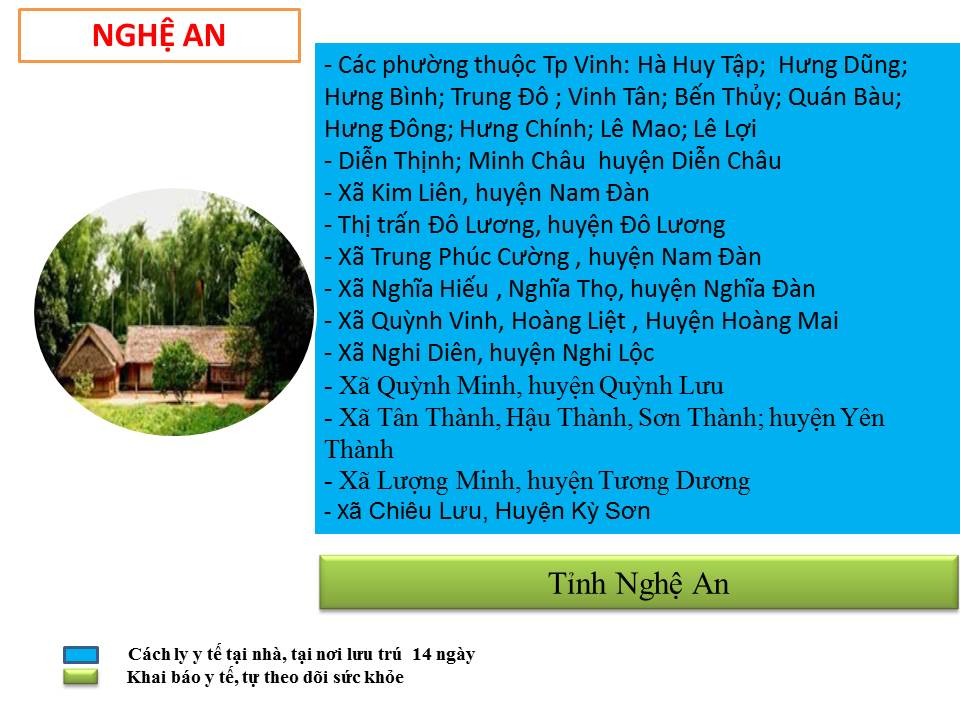 NGHỆ AN
- Các phường thuộc Tp Vinh: Hà Huy Tập; Hưng Dũng;
Hưng Bình; Trung Đô ; Vinh Tân; Bến Thủy; Quán Bàu;
Hưng Đông; Hưng Chính; Lê Mao; Lê Lợi
- Diễn Thịnh; Minh Châu huyện Diễn Châu
- Xã Kim Liên, huyện Nam Đàn
- Thị trấn Đô Lương, huyện Đô Lương
- Xã Trung Phúc Cường , huyện Nam Đàn
- Xã Nghĩa Hiếu , Nghĩa Thọ, huyện Nghĩa Đàn
- Xã Quỳnh Vinh, Hoàng Liệt , Huyện Hoàng Mai
- Xã Nghi Diên, huyện Nghi Lộc
- Xã Quỳnh Minh, huyện Quỳnh Lưu
- Xã Tân Thành, Hậu Thành, Sơn Thành; huyện Yên
Thành
- Xã Lượng Minh, huyện Tương Dương
- xã Chiêu Lưu, Huyện Kỳ Sơn
Tỉnh Nghệ An
Cách ly y tế tại nhà, tại nơi lưu trú 14 ngày
Khai báo y tế, tự theo dõi sức khỏe